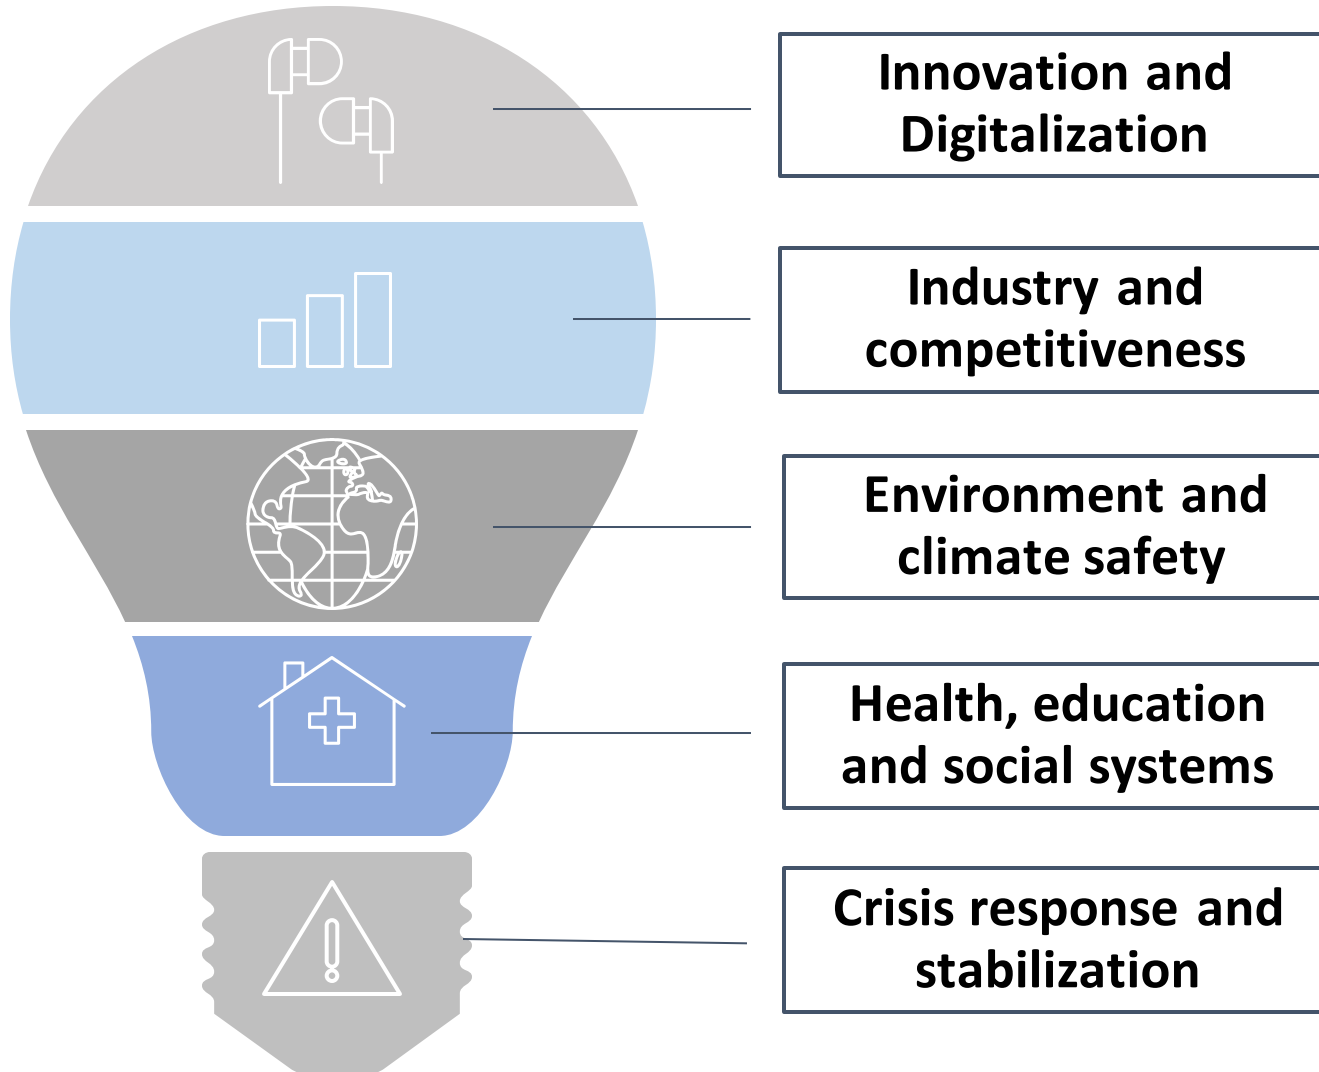 Innovation and
Digitalization
Industry and
competitiveness
Environment and
climate safety
Health, education
and social systems
Crisis response and
stabilization